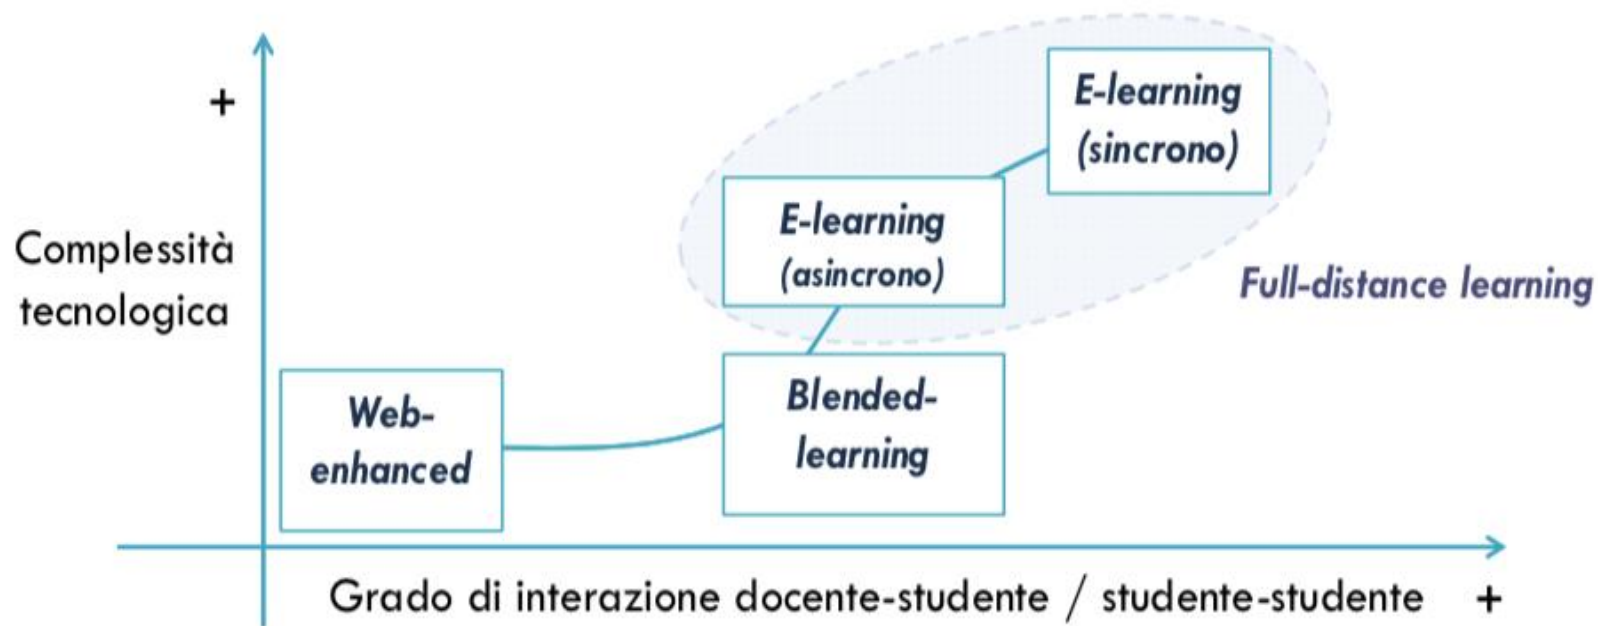 +
E-learning
(sincrono)
E-learning
(asincrono)
Complessità
tecnologica
Full-distance learning
Web-
enhanced
Blended-
learning
Grado di interazione docente-studente / studente-studente +